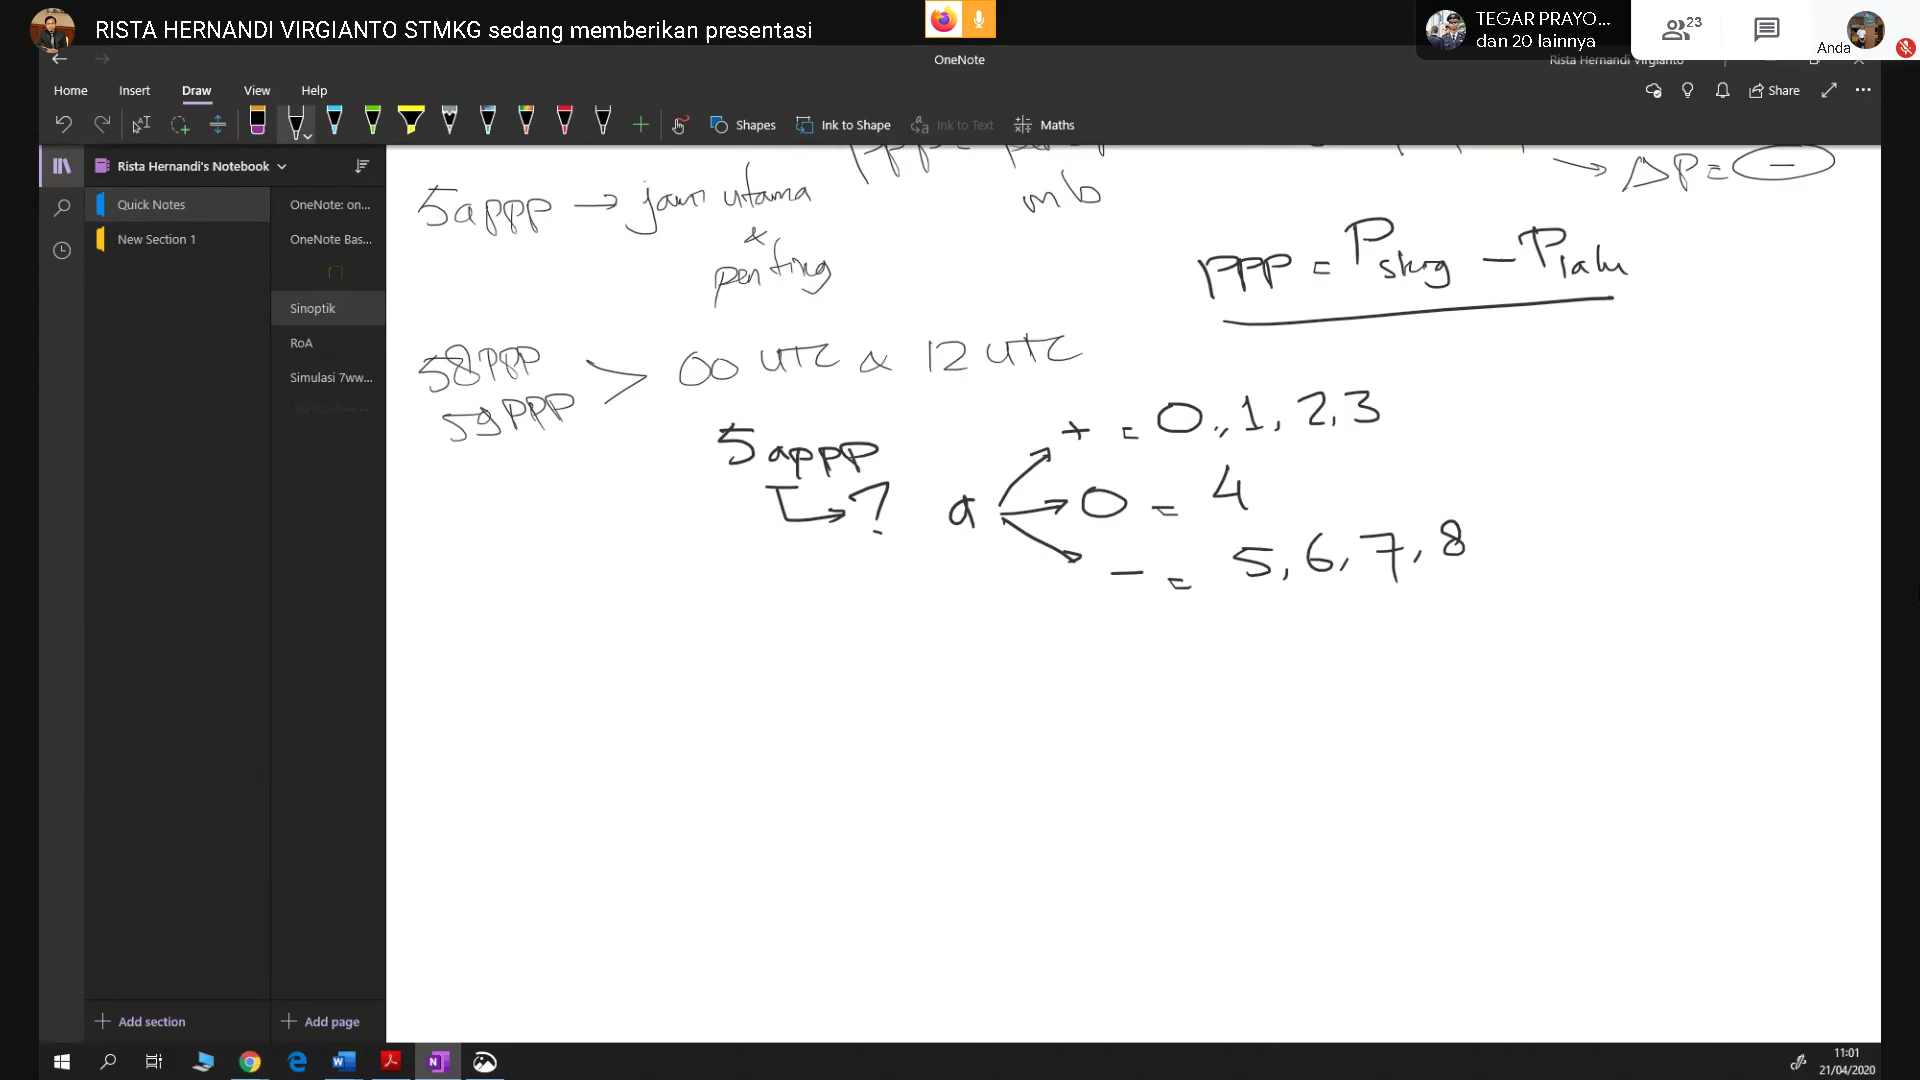 RISTA HERNANDI VIRGIANTO STMKG sedang memberikan presentasi
TEGAR PRAYO...
dan 20 lainnya
23
Anda
OneNote
Rista Hernandi Virgianto
Home Insert Draw View Help
Share
Shapes Ink to Shape Ink to Text Maths
Rista Hernandi's Notebook
Quick Notes
New Section 1
OneNote: on...
OneNote Bas...
Sinoptik
RoA
Simulasi 7ww...
mb
→ ΔP = −
5appp → jam utama
&
penting
PPP = Pskrg − Plalu
58PPP
59PPP
> 00 UTC & 12 UTC
5appp
→ ?
a
+ = 0, 1, 2, 3
0 = 4
− = 5, 6, 7, 8
Add section
Add page
11:01
21/04/2020